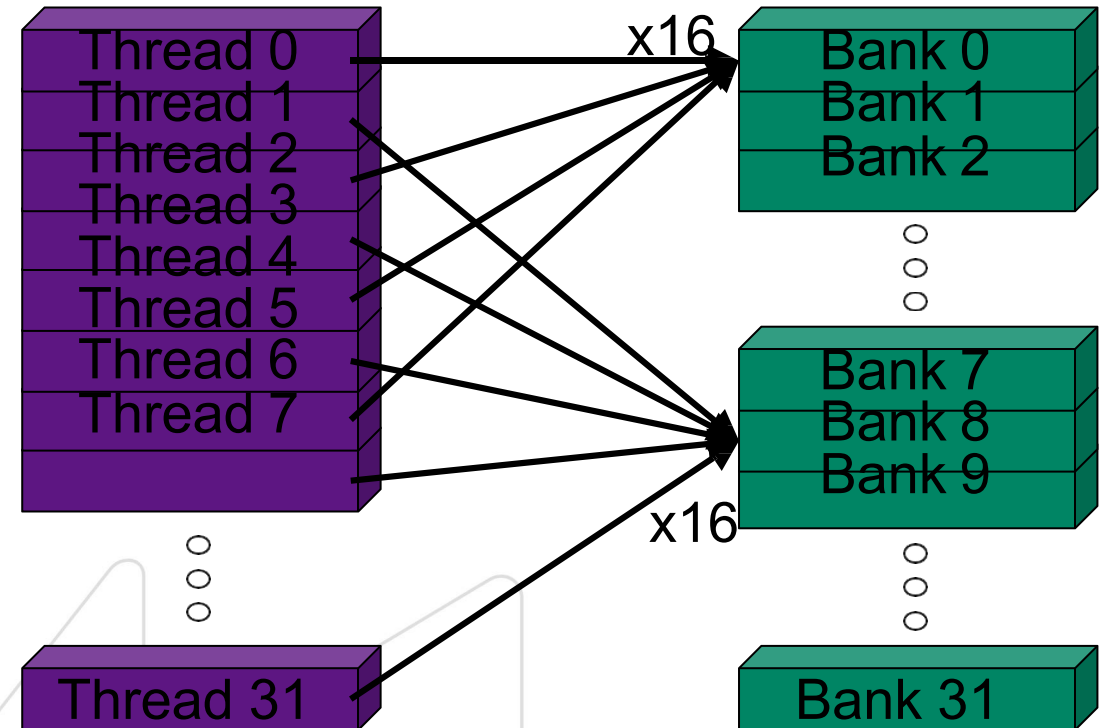 Thread 0
Thread 1
Thread 2
Thread 3
Thread 4
Thread 5
Thread 6
Thread 7
Thread 31
x16
x16
Bank 0
Bank 1
Bank 2
Bank 7
Bank 8
Bank 9
Bank 31